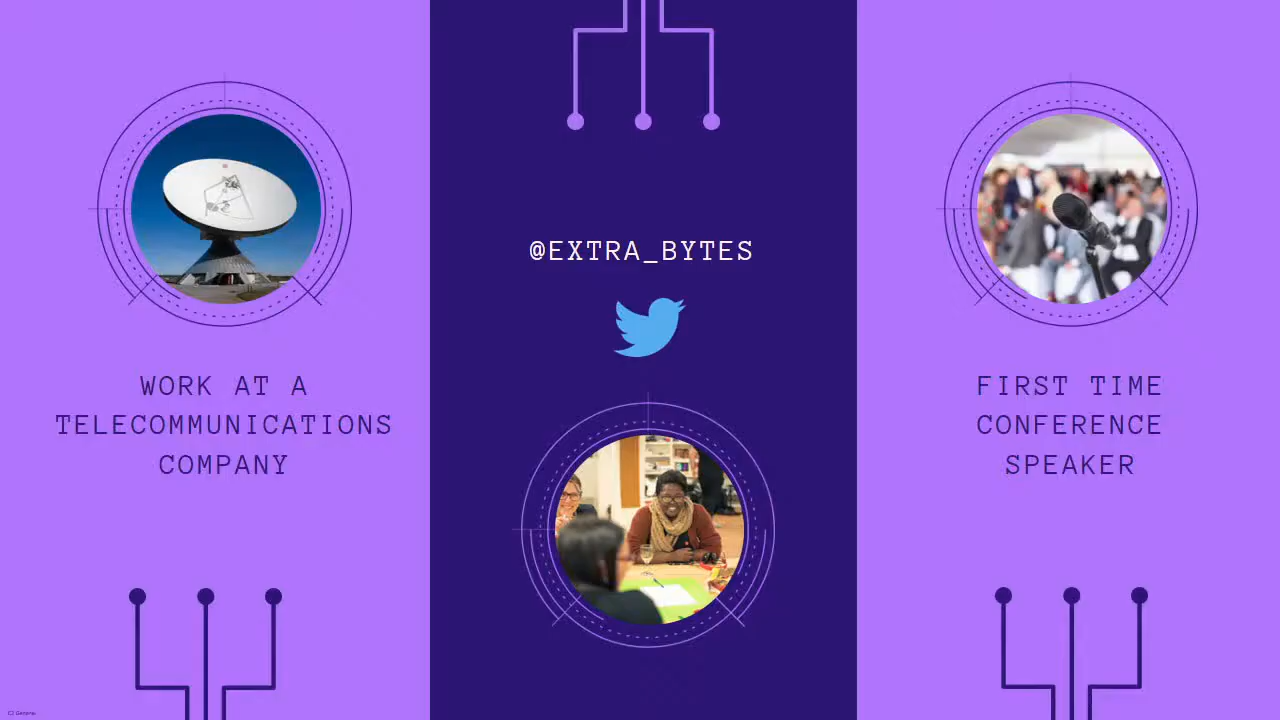 WORK AT A
TELECOMMUNICATIONS
COMPANY
@EXTRA_BYTES
FIRST TIME
CONFERENCE
SPEAKER